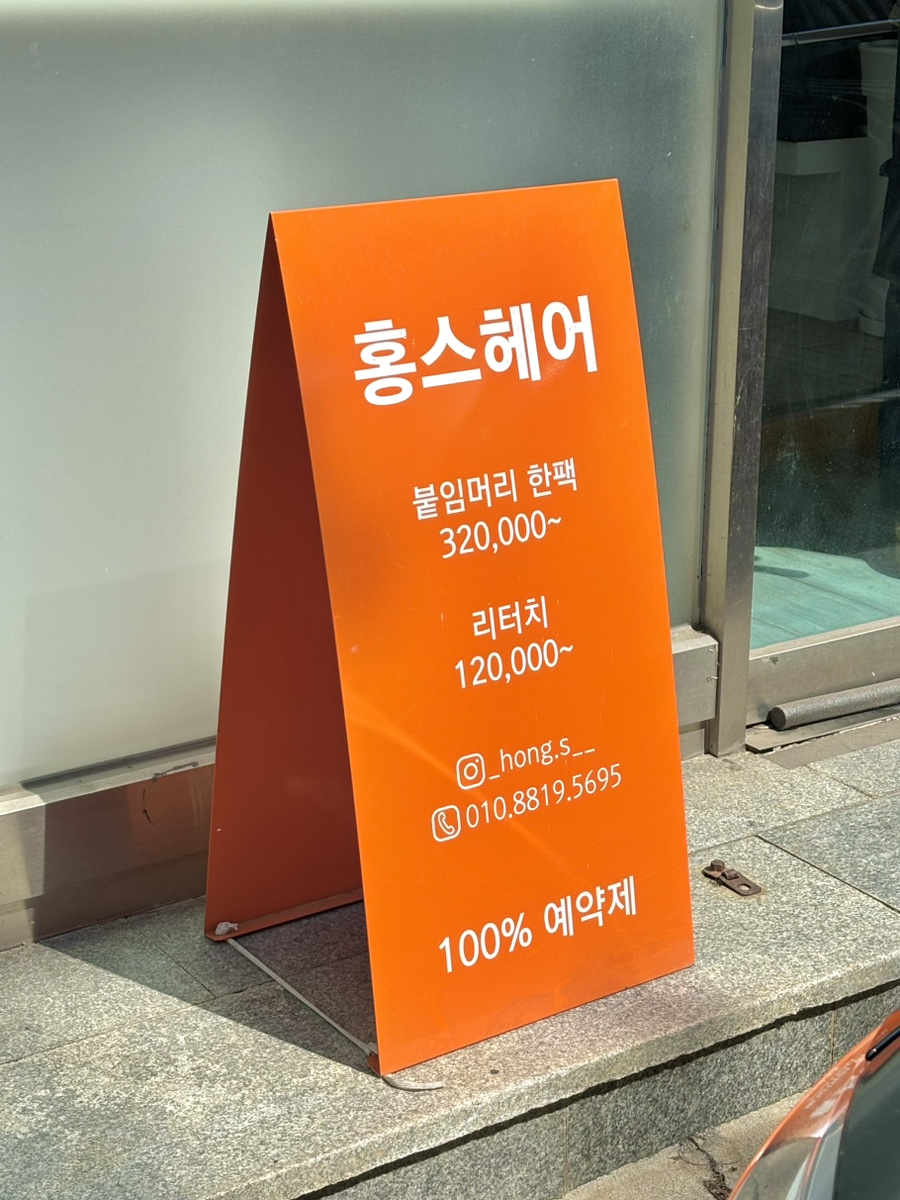 홍스헤어
붙임머리 한팩
320,000~
리터치
120,000~
_hong.s__
010.8819.5695
100% 예약제